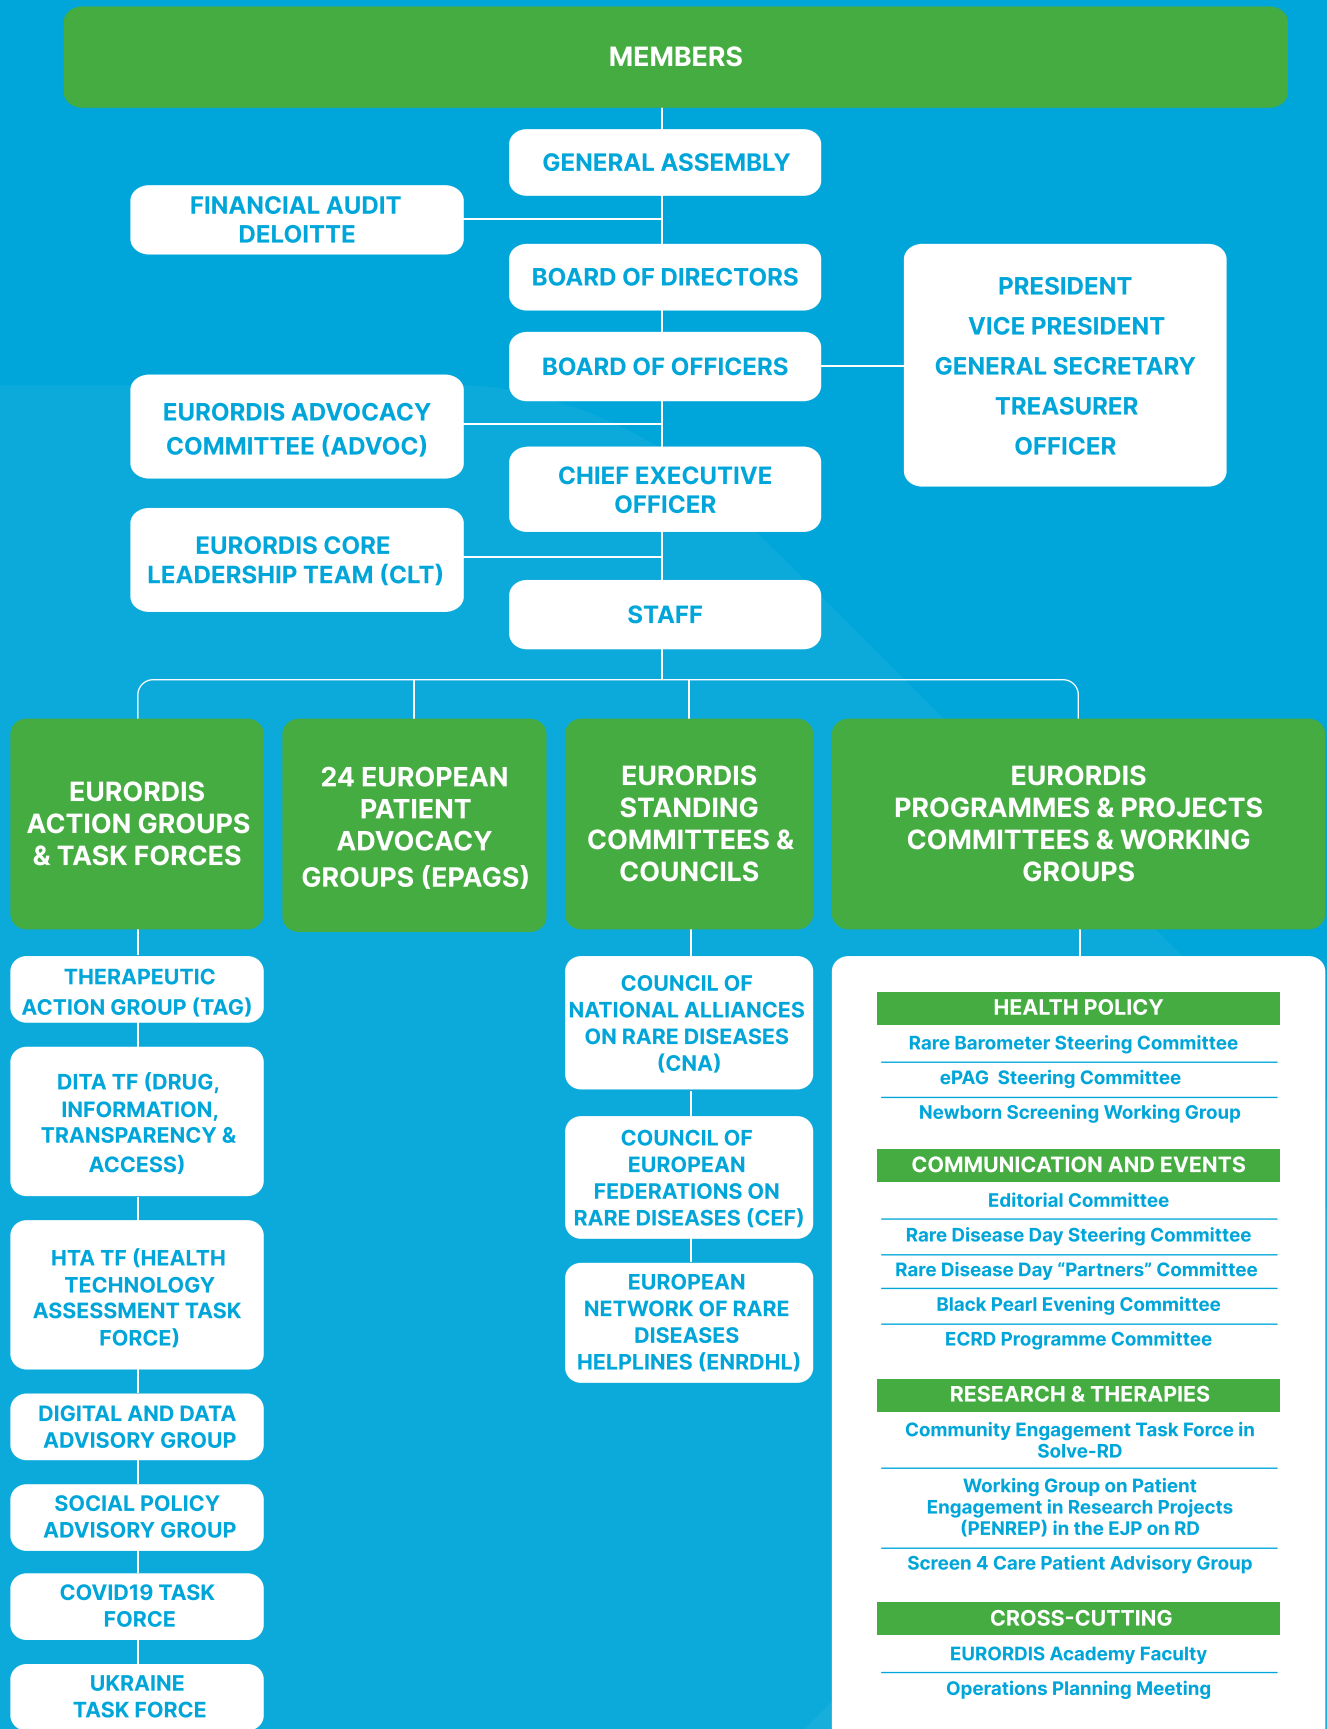 MEMBERS
GENERAL ASSEMBLY
FINANCIAL AUDIT
DELOITTE
BOARD OF DIRECTORS
PRESIDENT
VICE PRESIDENT
GENERAL SECRETARY
TREASURER
OFFICER
BOARD OF OFFICERS
EURORDIS ADVOCACY
COMMITTEE (ADVOC)
CHIEF EXECUTIVE
OFFICER
EURORDIS CORE
LEADERSHIP TEAM (CLT)
STAFF
EURORDIS
ACTION GROUPS
& TASK FORCES
24 EUROPEAN
PATIENT
ADVOCACY
GROUPS (EPAGS)
EURORDIS
STANDING
COMMITTEES &
COUNCILS
EURORDIS
PROGRAMMES & PROJECTS
COMMITTEES & WORKING
GROUPS
THERAPEUTIC
ACTION GROUP (TAG)
DITA TF (DRUG,
INFORMATION,
TRANSPARENCY &
ACCESS)
HTA TF (HEALTH
TECHNOLOGY
ASSESSMENT TASK
FORCE)
DIGITAL AND DATA
ADVISORY GROUP
SOCIAL POLICY
ADVISORY GROUP
COVID19 TASK
FORCE
UKRAINE
TASK FORCE
COUNCIL OF
NATIONAL ALLIANCES
ON RARE DISEASES
(CNA)
COUNCIL OF
EUROPEAN
FEDERATIONS ON
RARE DISEASES (CEF)
EUROPEAN
NETWORK OF RARE
DISEASES
HELPLINES (ENRDHL)
HEALTH POLICY
Rare Barometer Steering Committee
ePAG Steering Committee
Newborn Screening Working Group
COMMUNICATION AND EVENTS
Editorial Committee
Rare Disease Day Steering Committee
Rare Disease Day “Partners” Committee
Black Pearl Evening Committee
ECRD Programme Committee
RESEARCH & THERAPIES
Community Engagement Task Force in
Solve-RD
Working Group on Patient
Engagement in Research Projects
(PENREP) in the EJP on RD
Screen 4 Care Patient Advisory Group
CROSS-CUTTING
EURORDIS Academy Faculty
Operations Planning Meeting